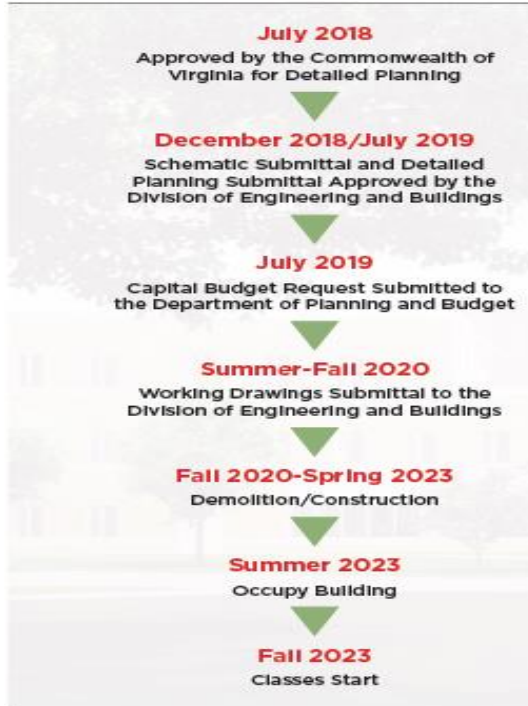 July 2018
Approved by the Commonwealth of
Virginia for Detailed Planning
December 2018/July 2019
Schematic Submittal and Detailed
Planning Submittal Approved by the
Division of Engineering and Buildings
July 2019
Capital Budget Request Submitted to
the Department of Planning and Budget
Summer-Fall 2020
Working Drawings Submittal to the
Division of Engineering and Buildings
Fall 2020-Spring 2023
Demolition/Construction
Summer 2023
Occupy Building
Fall 2023
Classes Start